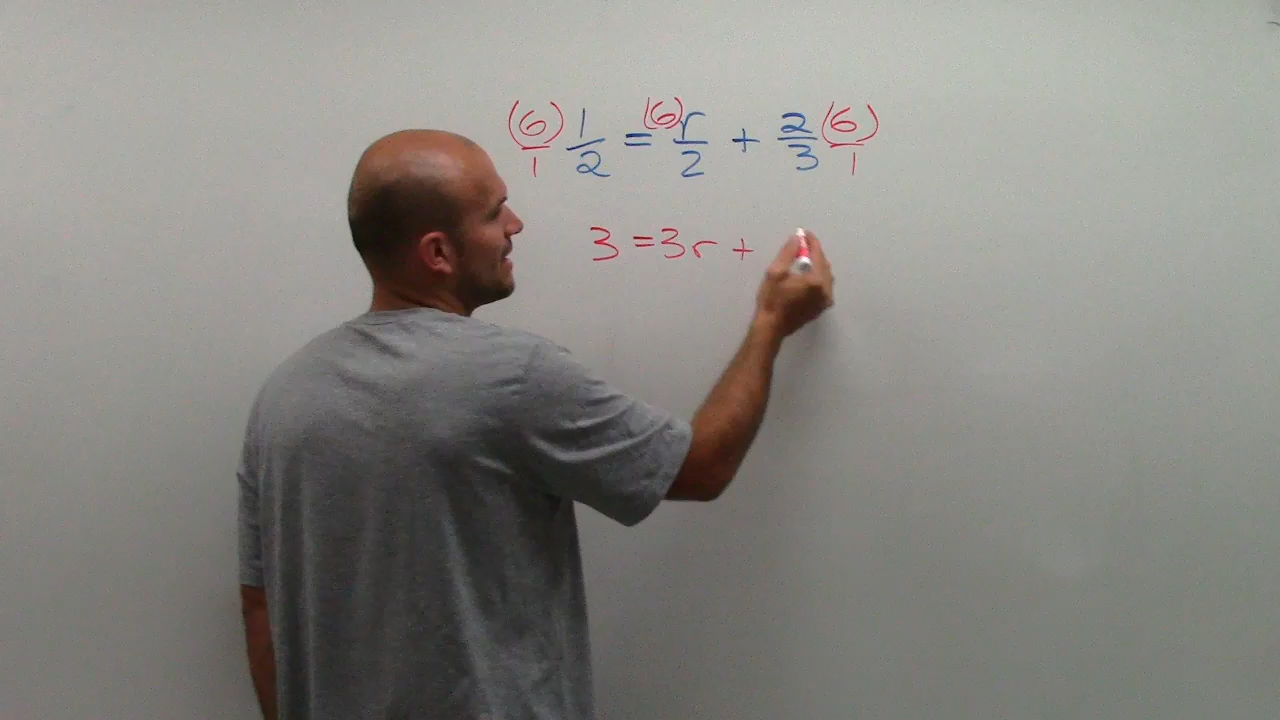 (6)/1 1/2 = (6) r/2 + 2/3 (6)/1
3 = 3r +